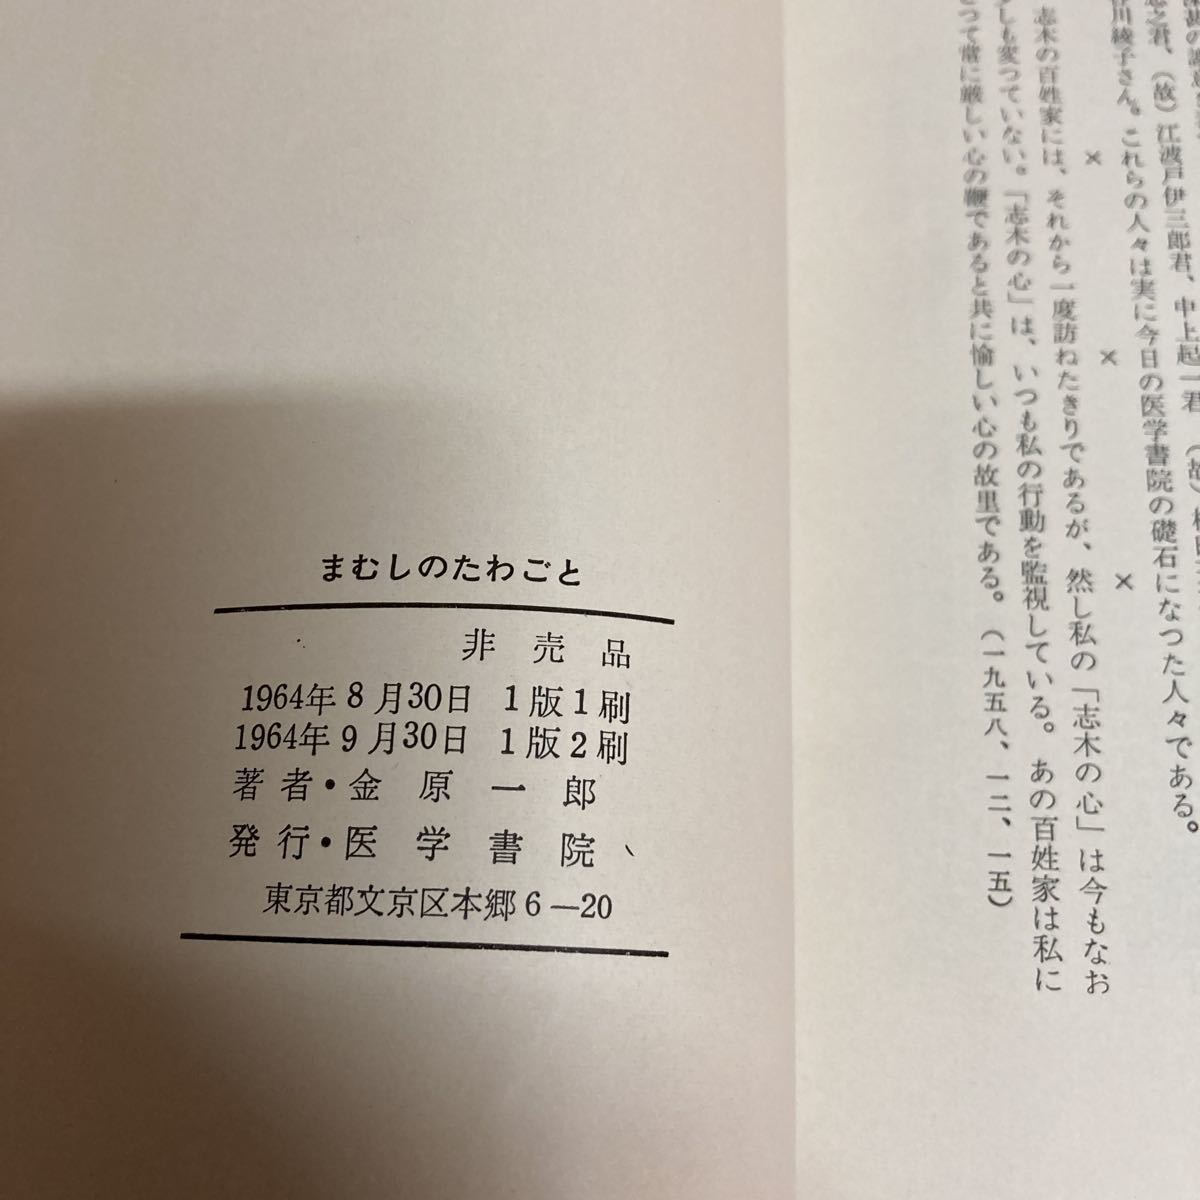 江波戸伊三郎君、中上起一君
川綾子さん。これらの人々は実に今日の医学書院の礎石になつた人々である。
×
×
×
志木の百姓家には、それから一度訪ねたきりであるが、然し私の「志木の心」は今もなお
しも変つていない。「志木の心」は、いつも私の行動を監視している。あの百姓家は私に
とつて常に厳しい心の鞭であると共に愉しい心の故里である。(一九五八、一二、一五)
まむしのたわごと
非売品
1964年8月30日 1版1刷
1964年9月30日 1版2刷
著者・金原一郎
発行・医学書院
東京都文京区本郷6―20